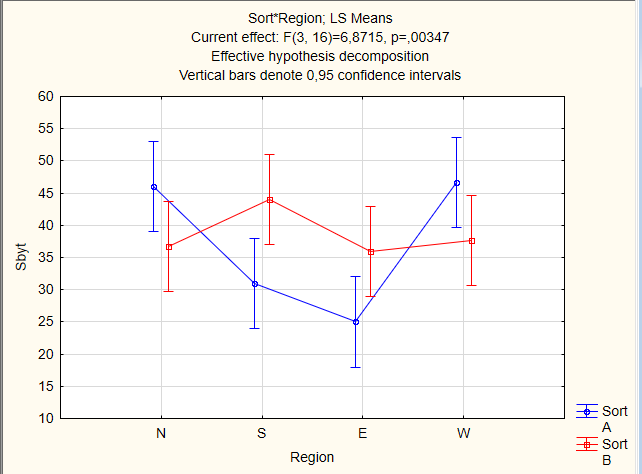 Sort*Region; LS Means
Current effect: F(3, 16)=6,8715, p=,00347
Effective hypothesis decomposition
Vertical bars denote 0,95 confidence intervals
60
55
50
45
40
35
30
25
20
15
10
Sbyt
N S E W
Region
Sort
A
Sort
B